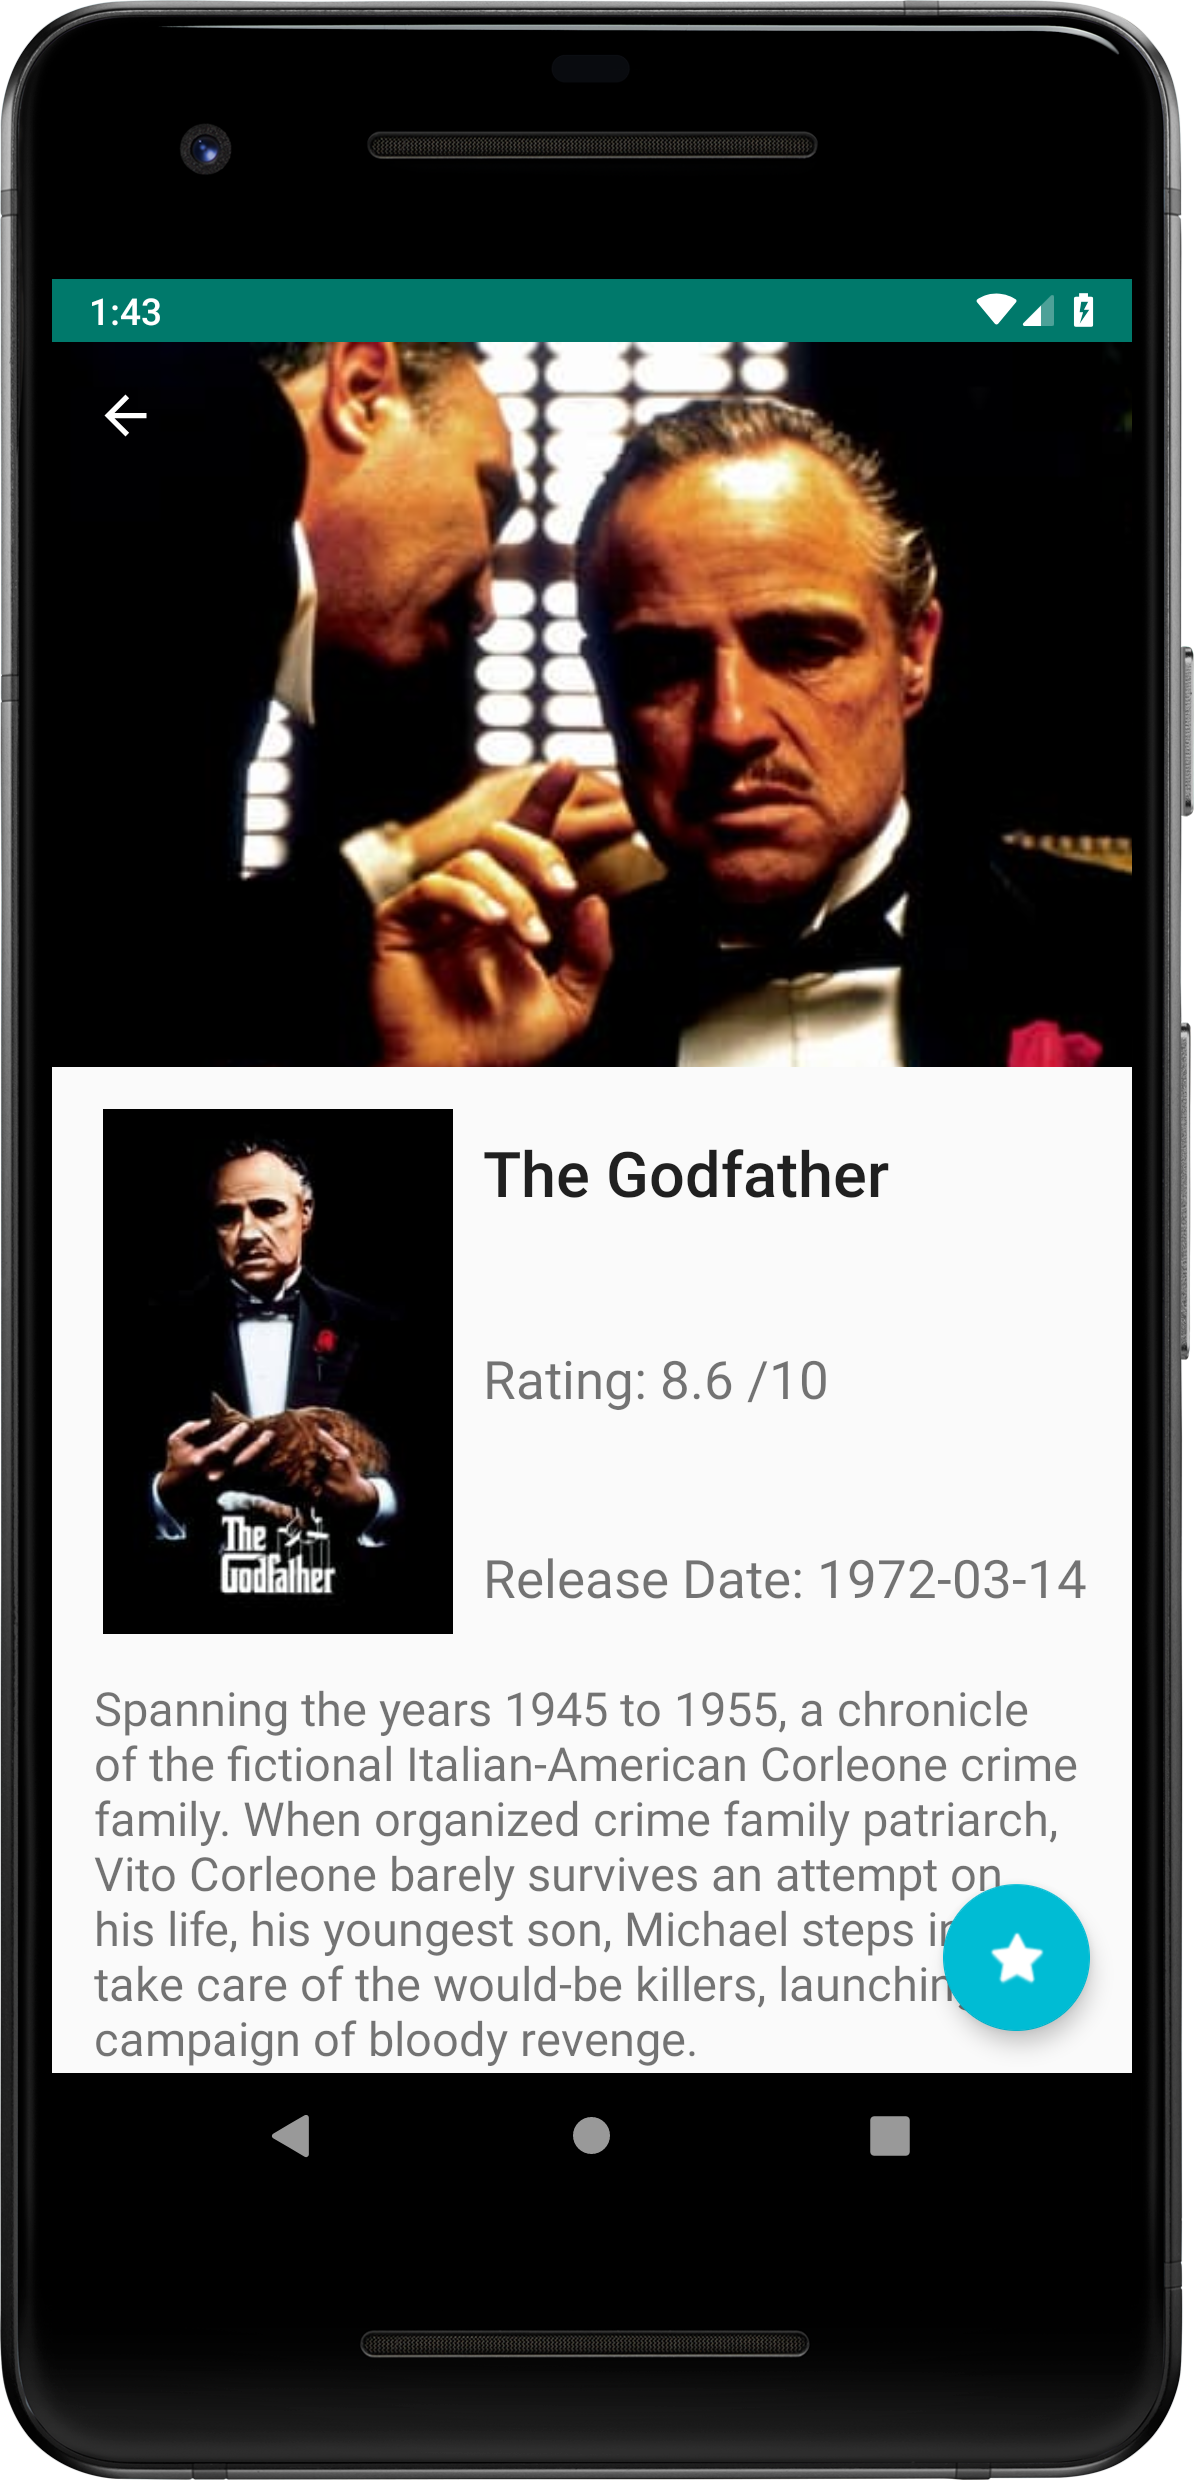 1:43
The Godfather
The
Godfather
Rating: 8.6 /10
Release Date: 1972-03-14
Spanning the years 1945 to 1955, a chronicle
of the fictional Italian-American Corleone crime
family. When organized crime family patriarch,
Vito Corleone barely survives an attempt on
his life, his youngest son, Michael steps
take care of the would-be killers,
campaign of bloody revenge.